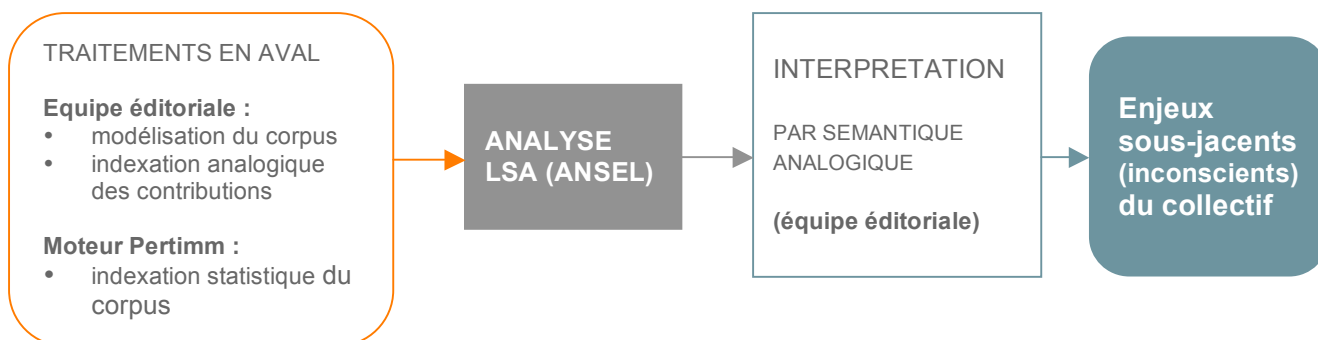 TRAITEMENTS EN AVAL
Equipe éditoriale :
• modélisation du corpus
• indexation analogique
des contributions
Moteur Pertimm :
• indexation statistique du
corpus
ANALYSE
LSA (ANSEL)
INTERPRETATION
PAR SEMANTIQUE
ANALOGIQUE
(équipe éditoriale)
Enjeux
sous-jacents
(inconscients)
du collectif